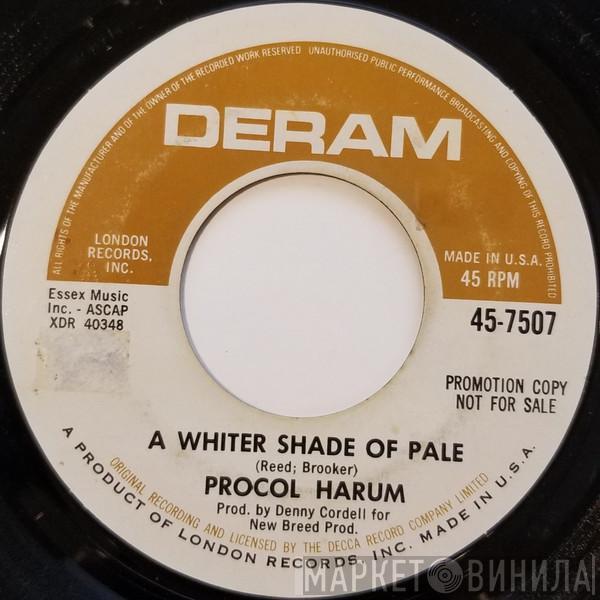 ALL RIGHTS OF THE MANUFACTURER AND OF THE OWNER OF THE RECORDED WORK RESERVED UNAUTHORISED PUBLIC PERFORMANCE BROADCASTING AND COPYING OF THIS RECORD PROHIBITED
DERAM
LONDON
RECORDS,
INC.
MADE IN U.S.A.
45 RPM
Essex Music
Inc. - ASCAP
XDR 40348
45-7507
PROMOTION COPY
NOT FOR SALE
A WHITER SHADE OF PALE
(Reed; Brooker)
PROCOL HARUM
Prod. by Denny Cordell for
New Breed Prod.
ORIGINAL RECORDING AND LICENSED BY THE DECCA RECORD COMPANY LIMITED
A PRODUCT OF LONDON RECORDS, INC. MADE IN U.S.A.
МАРКЕТ ВИНИЛА